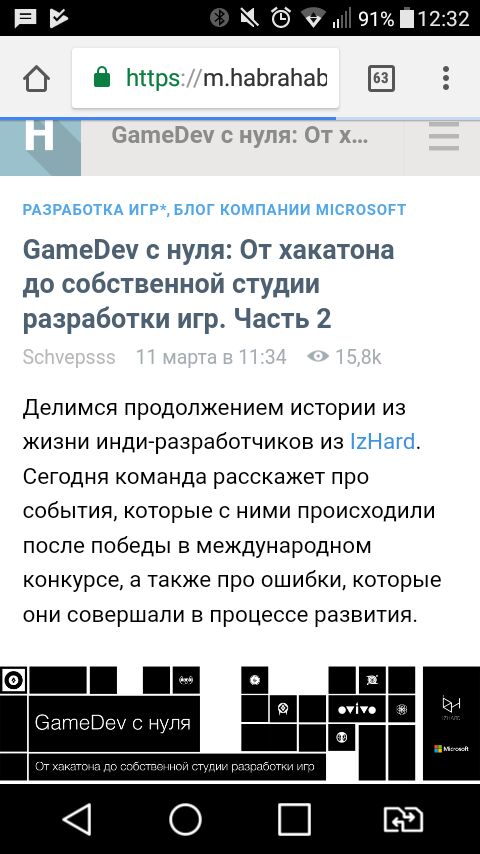 91% 12:32
https://m.habrahab
63
H GameDev с нуля: От х...
РАЗРАБОТКА ИГР*, БЛОГ КОМПАНИИ MICROSOFT
GameDev с нуля: От хакатона
до собственной студии
разработки игр. Часть 2
Schvepsss 11 марта в 11:34 15,8k
Делимся продолжением истории из
жизни инди-разработчиков из IzHard.
Сегодня команда расскажет про
события, которые с ними происходили
после победы в международном
конкурсе, а также про ошибки, которые
они совершали в процессе развития.
GameDev с нуля
От хакатона до собственной студии разработки игр
ovivo
IZHARD
Microsoft